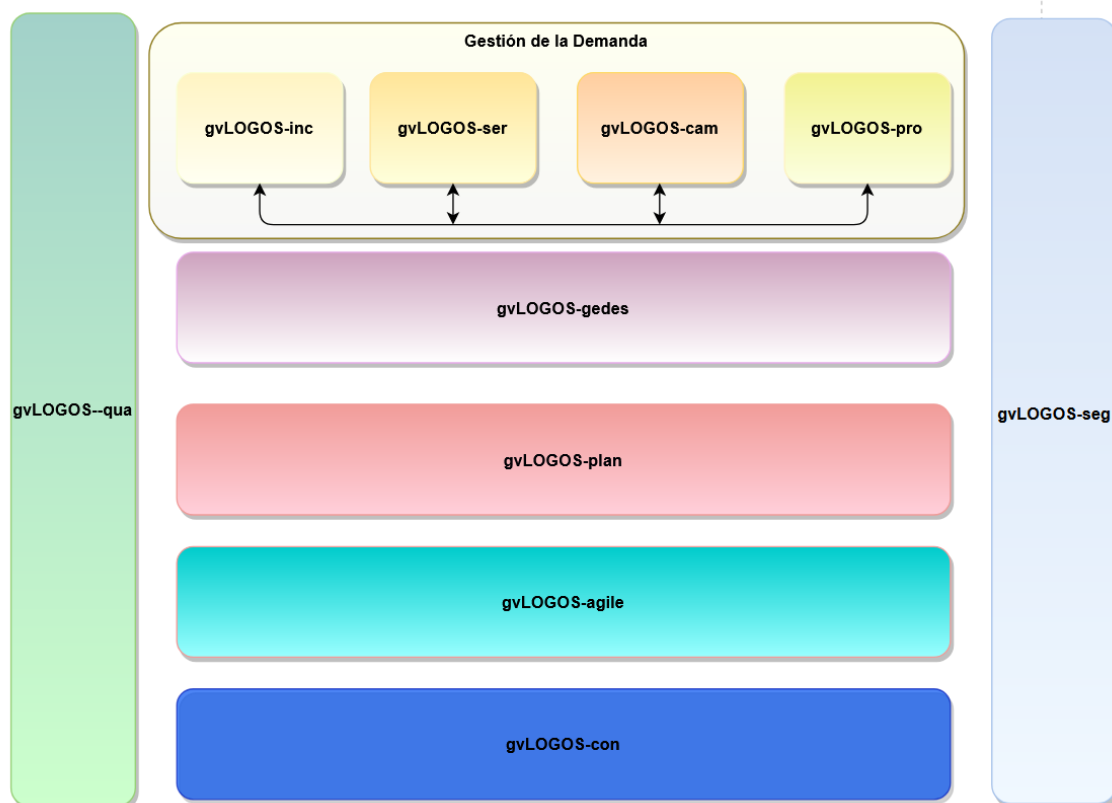 Gestión de la Demanda
gvLOGOS-inc
gvLOGOS-ser
gvLOGOS-cam
gvLOGOS-pro
gvLOGOS-gedes
gvLOGOS--qua
gvLOGOS-seg
gvLOGOS-plan
gvLOGOS-agile
gvLOGOS-con